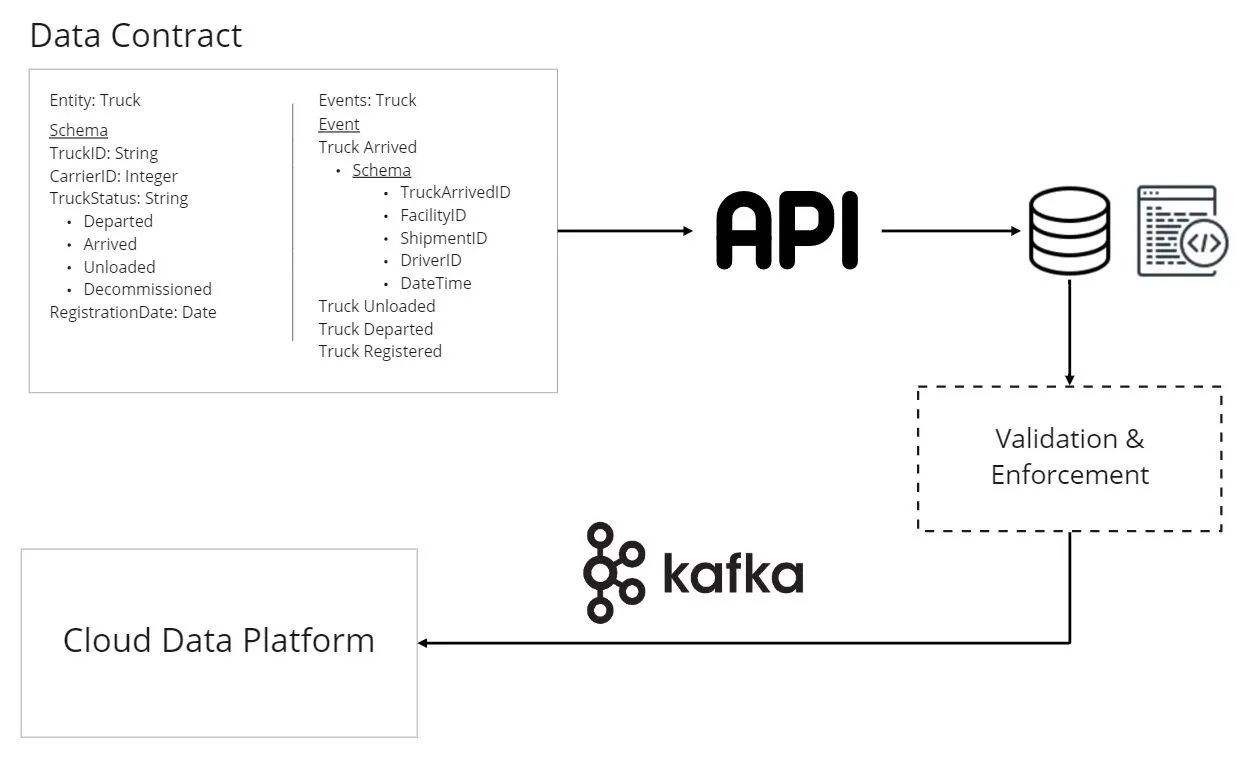 Data Contract
Entity: Truck
Schema
TruckID: String
CarrierID: Integer
TruckStatus: String
• Departed
• Arrived
• Unloaded
• Decommissioned
RegistrationDate: Date
Events: Truck
Event
Truck Arrived
• Schema
• TruckArrivedID
• FacilityID
• ShipmentID
• DriverID
• DateTime
Truck Unloaded
Truck Departed
Truck Registered
API
</>
Validation &
Enforcement
kafka
Cloud Data Platform